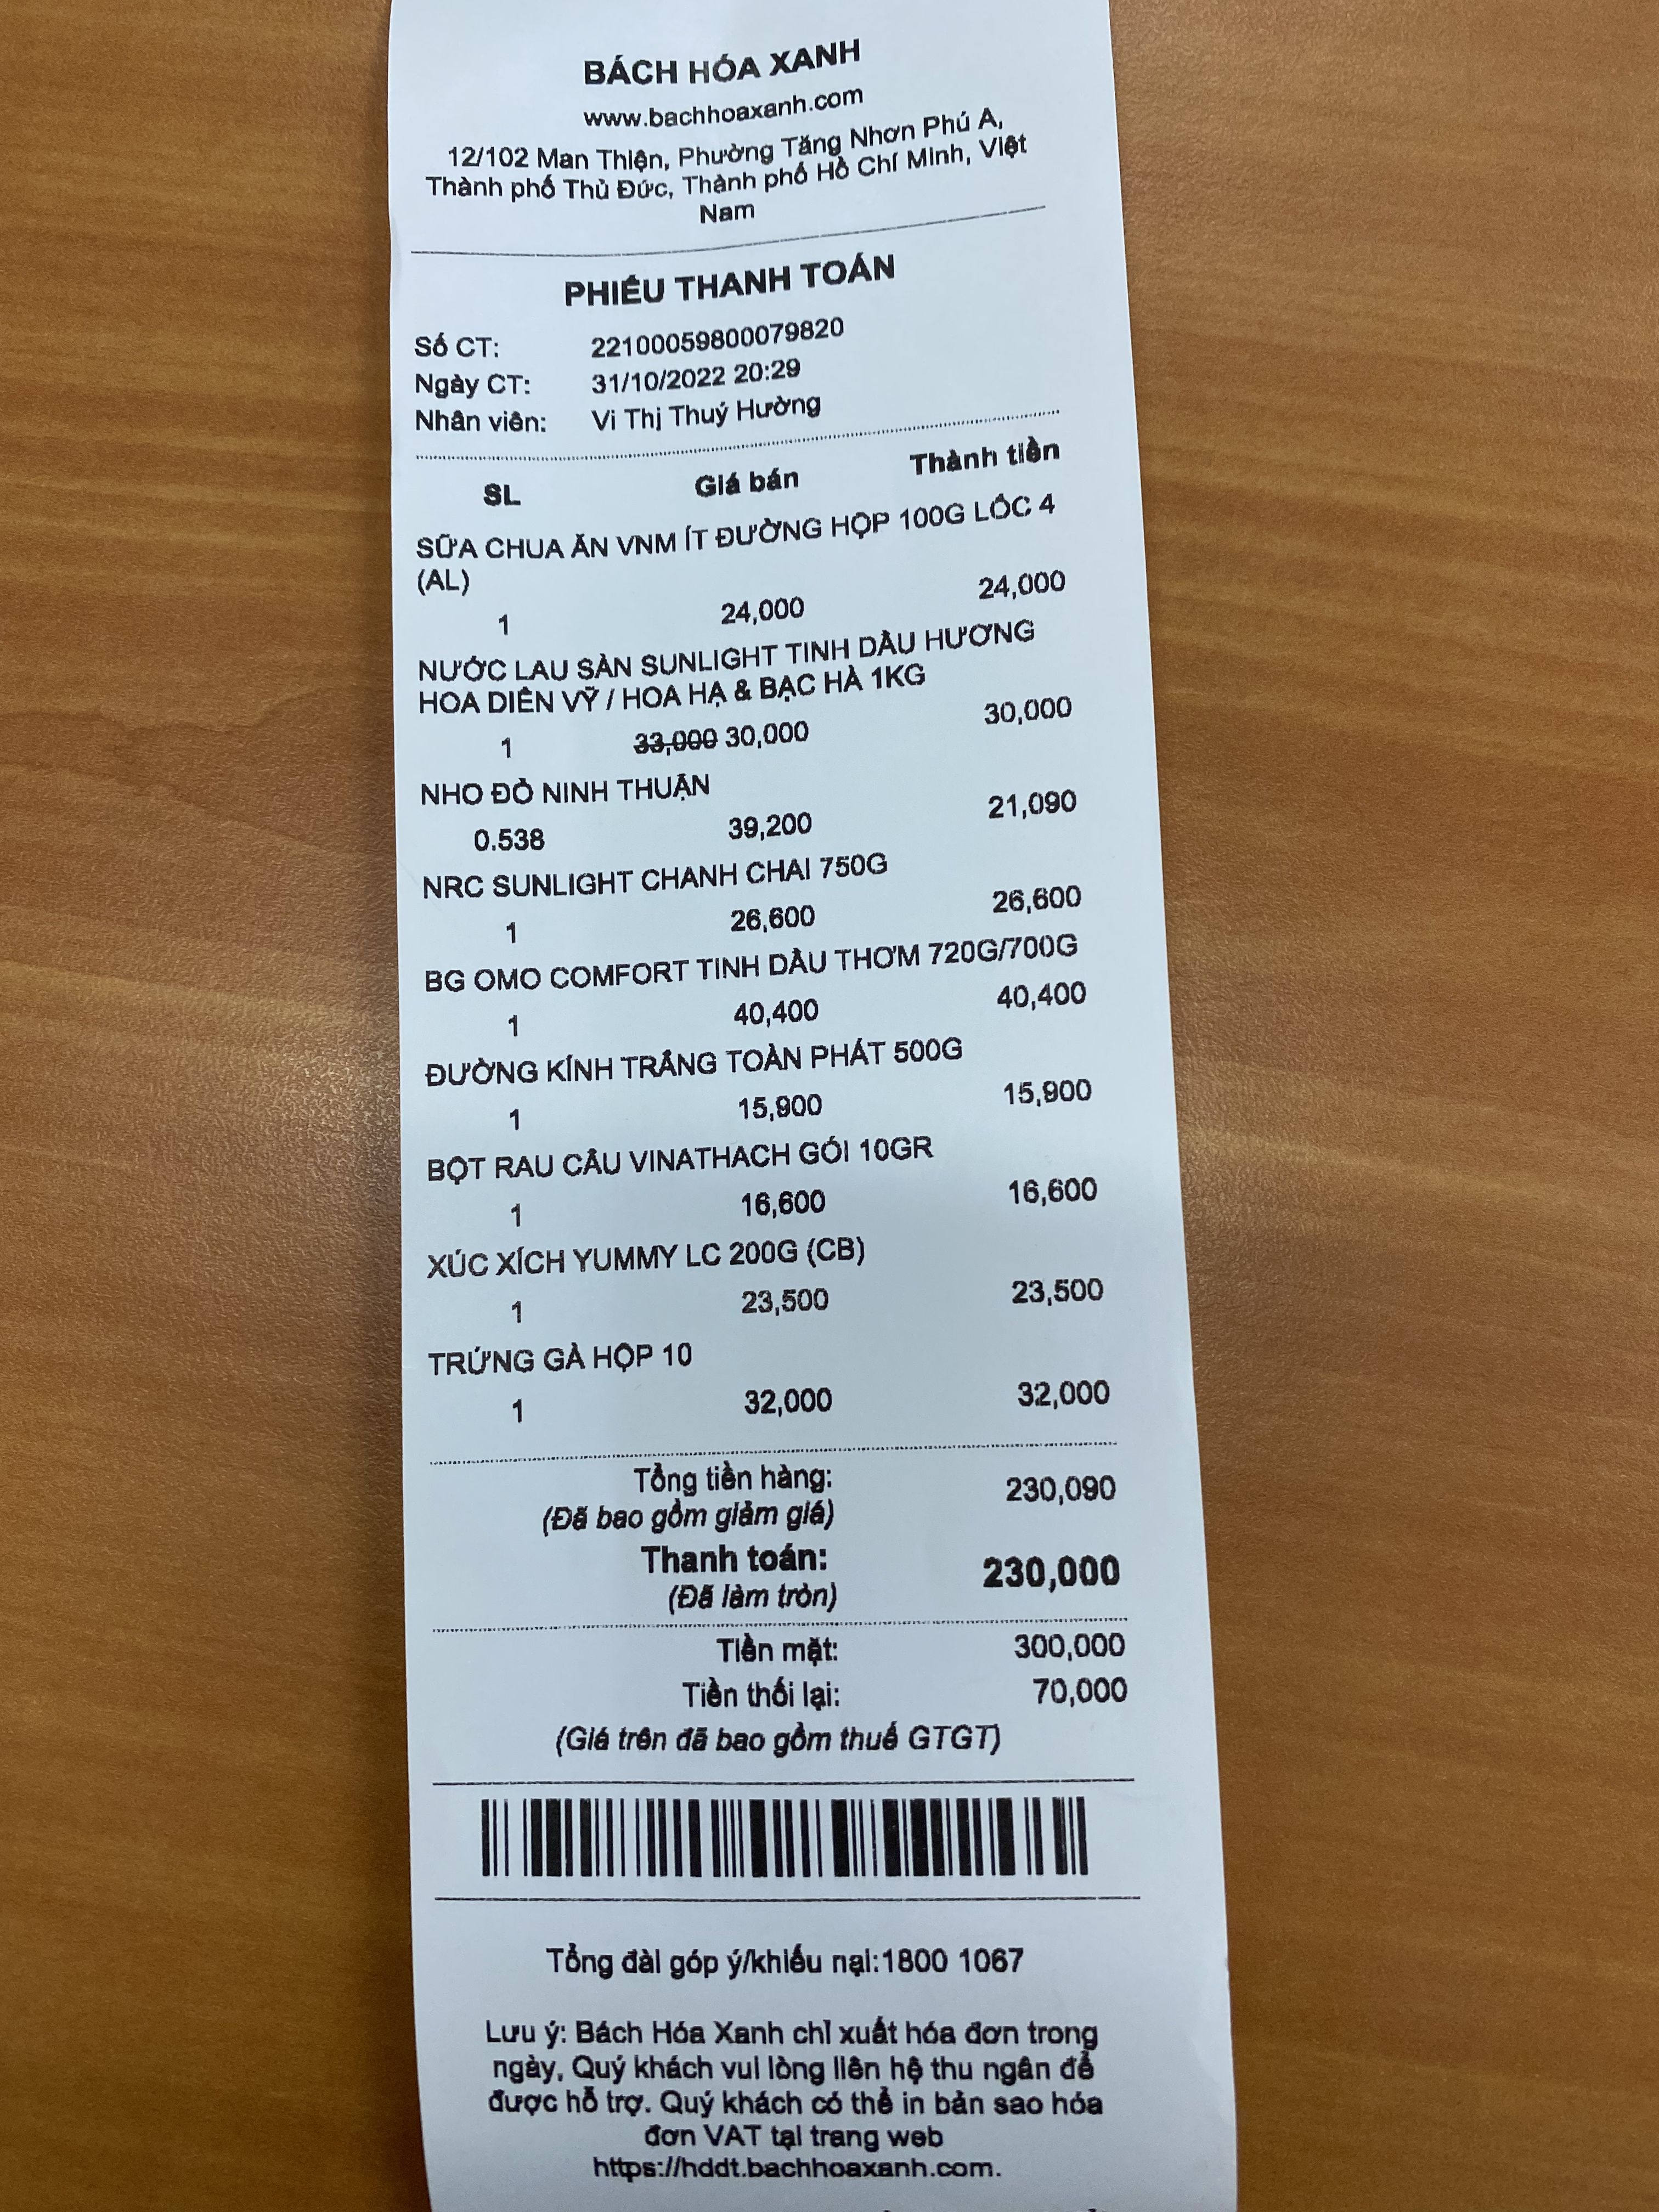 BÁCH HÓA XANH
www.bachhoaxanh.com
12/102 Man Thiện, Phường Tăng Nhơn Phú A,
Thành phố Thủ Đức, Thành phố Hồ Chí Minh, Việt
Nam
PHIẾU THANH TOÁN
Số CT: 22100059800079820
Ngày CT: 31/10/2022 20:29
Nhân viên: Vi Thị Thuý Hường
SL Giá bán Thành tiền
SỮA CHUA ĂN VNM ÍT ĐƯỜNG HỘP 100G LỐC 4
(AL)
1 24,000 24,000
NƯỚC LAU SÀN SUNLIGHT TINH DẦU HƯƠNG
HOA DIÊN VỸ / HOA HẠ & BẠC HÀ 1KG
1 33,000 30,000 30,000
NHO ĐỎ NINH THUẬN
0.538 39,200 21,090
NRC SUNLIGHT CHANH CHAI 750G
1 26,600 26,600
BG OMO COMFORT TINH DẦU THƠM 720G/700G
1 40,400 40,400
ĐƯỜNG KÍNH TRẮNG TOÀN PHÁT 500G
1 15,900 15,900
BỘT RAU CÂU VINATHACH GÓI 10GR
1 16,600 16,600
XÚC XÍCH YUMMY LC 200G (CB)
1 23,500 23,500
TRỨNG GÀ HỘP 10
1 32,000 32,000
Tổng tiền hàng: 230,090
(Đã bao gồm giảm giá)
Thanh toán: 230,000
(Đã làm tròn)
Tiền mặt: 300,000
Tiền thối lại: 70,000
(Giá trên đã bao gồm thuế GTGT)
Tổng đài góp ý/khiếu nại:1800 1067
Lưu ý: Bách Hóa Xanh chỉ xuất hóa đơn trong
ngày, Quý khách vui lòng liên hệ thu ngân để
được hỗ trợ. Quý khách có thể in bản sao hóa
đơn VAT tại trang web
https://hddt.bachhoaxanh.com.